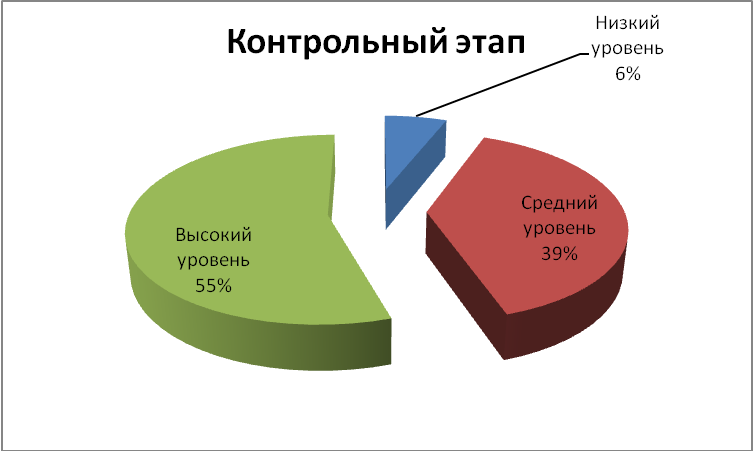 Контрольный этап
Низкий
уровень
6%
Средний
уровень
39%
Высокий
уровень
55%